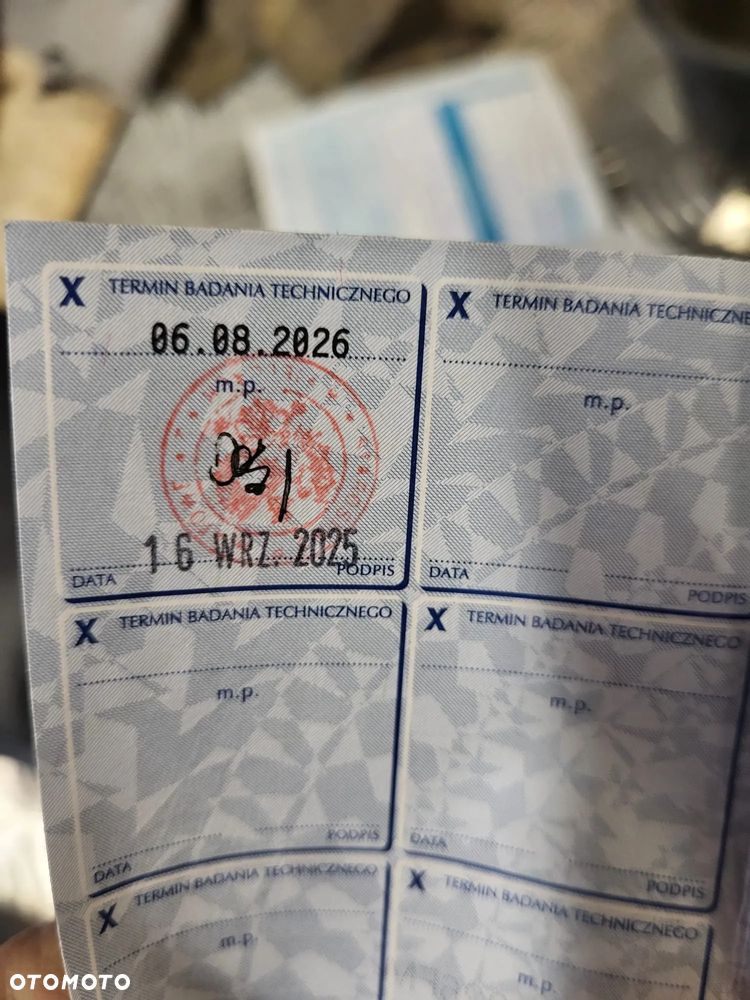 X TERMIN BADANIA TECHNICZNEGO
06.08.2026
m.p.
16 WRZ. 2025
DATA PODPIS
X TERMIN BADANIA TECHNICZNE
m.p.
DATA PODPIS
X TERMIN BADANIA TECHNICZNEGO
m.p.
DATA PODPIS
X TERMIN BADANIA TECHNICZNEGO
m.p.
DATA PODPIS
X TERMIN BADANIA TECHNICZNEGO
m.p.
X TERMIN BADANIA TECHNICZNEGO
m.p.
OTOMOTO